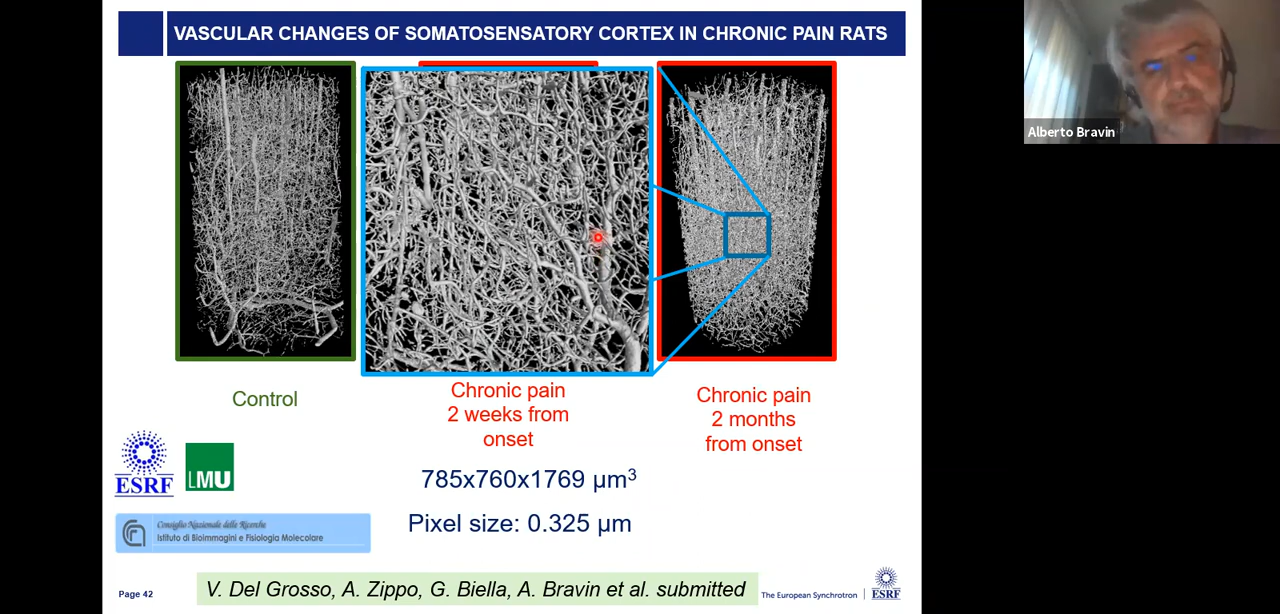 VASCULAR CHANGES OF SOMATOSENSATORY CORTEX IN CHRONIC PAIN RATS
Alberto Bravin
Control
Chronic pain
2 weeks from
onset
Chronic pain
2 months
from onset
ESRF
LMU
785x760x1769 µm³
Pixel size: 0.325 µm
Consiglio Nazionale delle Ricerche
Istituto di Bioimmagini e Fisiologia Molecolare
Page 42
V. Del Grosso, A. Zippo, G. Biella, A. Bravin et al. submitted
The European Synchrotron
ESRF